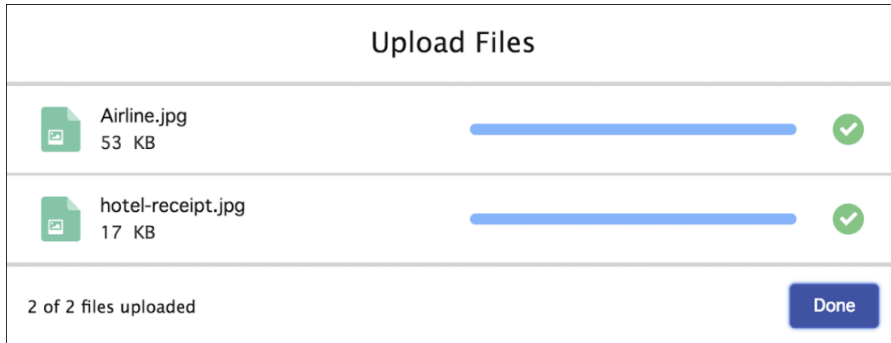 Upload Files
Airline.jpg
53 KB
hotel-receipt.jpg
17 KB
2 of 2 files uploaded
Done